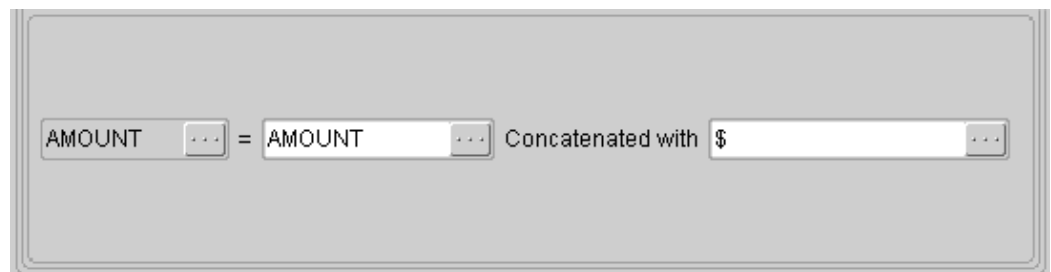 AMOUNT ... = AMOUNT ... Concatenated with $ ...